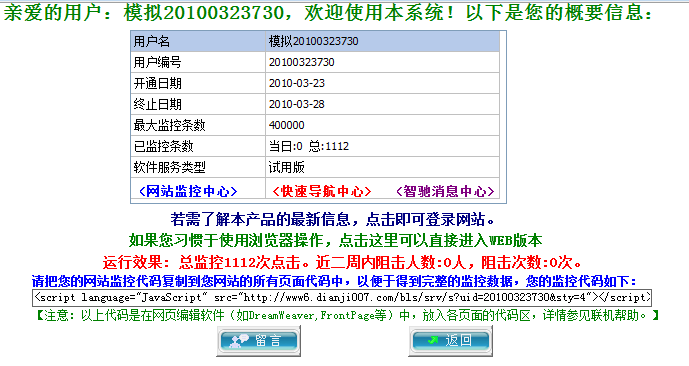 亲爱的用户：模拟20100323730，欢迎使用本系统！以下是您的概要信息：
用户名 模拟20100323730
用户编号 20100323730
开通日期 2010-03-23
终止日期 2010-03-28
最大监控条数 400000
已监控条数 当日:0 总:1112
软件服务类型 试用版
<网站监控中心> <快速导航中心> <智驰消息中心>
若需了解本产品的最新信息，点击即可登录网站。
如果您习惯于使用浏览器操作，点击这里可以直接进入WEB版本
运行效果：总监控1112次点击。近二周内阻击人数:0人，阻击次数:0次。
请把您的网站监控代码复制到您网站的所有页面代码中，以便于得到完整的监控数据，您的监控代码如下：
<script language="JavaScript" src="http://www6.dianji007.com/bls/srv/s?uid=20100323730&sty=4"></script>
【注意：以上代码是在网页编辑软件（如DreamWeaver,FrontPage等）中，放入各页面的代码区，详情参见联机帮助。】
留言 返回